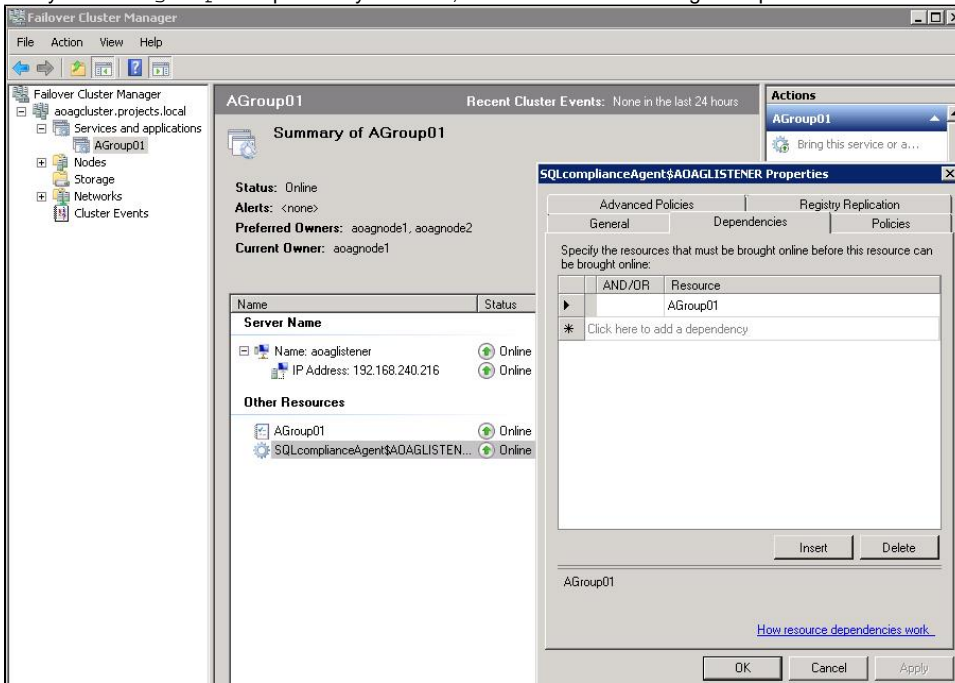 Failover Cluster Manager
File Action View Help
Failover Cluster Manager
aoagcluster.projects.local
Services and applications
AGroup01
Nodes
Storage
Networks
Cluster Events
AGroup01
Recent Cluster Events: None in the last 24 hours
Summary of AGroup01
Status: Online
Alerts: <none>
Preferred Owners: aoagnode1, aoagnode2
Current Owner: aoagnode1
Name Status
Server Name
Name: aoaglistener Online
IP Address: 192.168.240.216 Online
Other Resources
AGroup01 Online
SQLcomplianceAgent$AOAGLISTEN... Online
Actions
AGroup01
Bring this service or a...
SQLcomplianceAgent$AOAGLISTENER Properties
Advanced Policies Registry Replication
General Dependencies Policies
Specify the resources that must be brought online before this resource can
be brought online:
AND/OR Resource
AGroup01
Click here to add a dependency
Insert Delete
AGroup01
How resource dependencies work
OK Cancel Apply